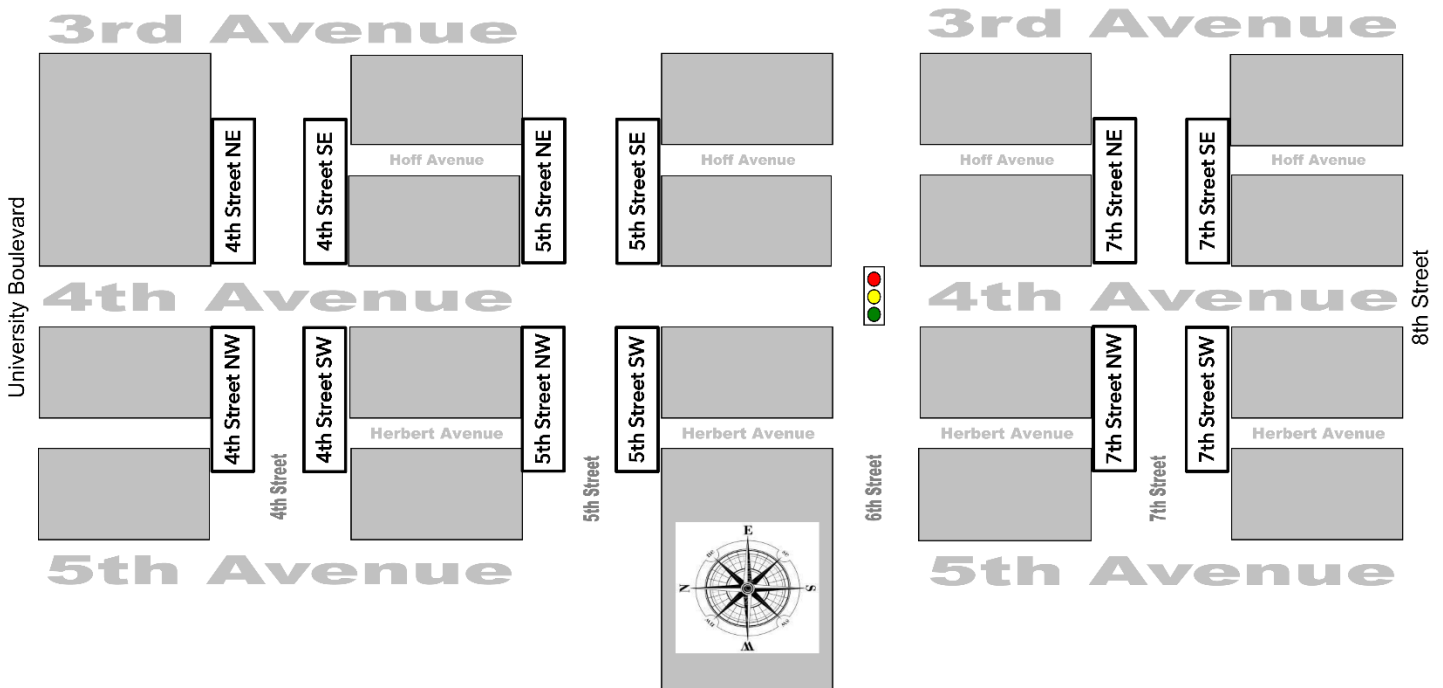 3rd Avenue
3rd Avenue
4th Street NE
4th Street SE
Hoff Avenue
5th Street NE
5th Street SE
Hoff Avenue
Hoff Avenue
7th Street NE
7th Street SE
Hoff Avenue
University Boulevard
4th Avenue
4th Avenue
8th Street
4th Street NW
4th Street SW
Herbert Avenue
5th Street NW
5th Street SW
Herbert Avenue
Herbert Avenue
7th Street NW
7th Street SW
Herbert Avenue
4th Street
5th Street
6th Street
7th Street
5th Avenue
5th Avenue
E
N
S
W